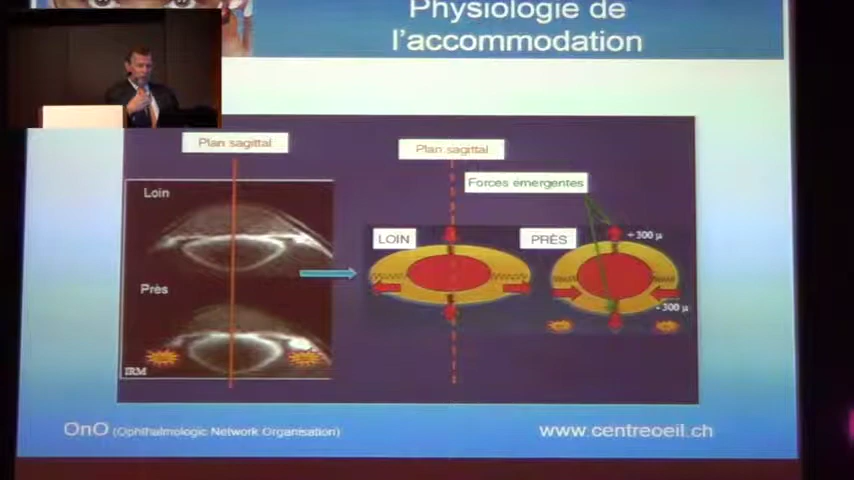 Physiologie de
l'accommodation
Plan sagittal
Plan sagittal
Forces émergentes
Loin
LOIN
PRÈS
+ 300 µ
Près
- 300 µ
IRM
OnO (Ophthalmologic Network Organisation)
www.centreoeil.ch